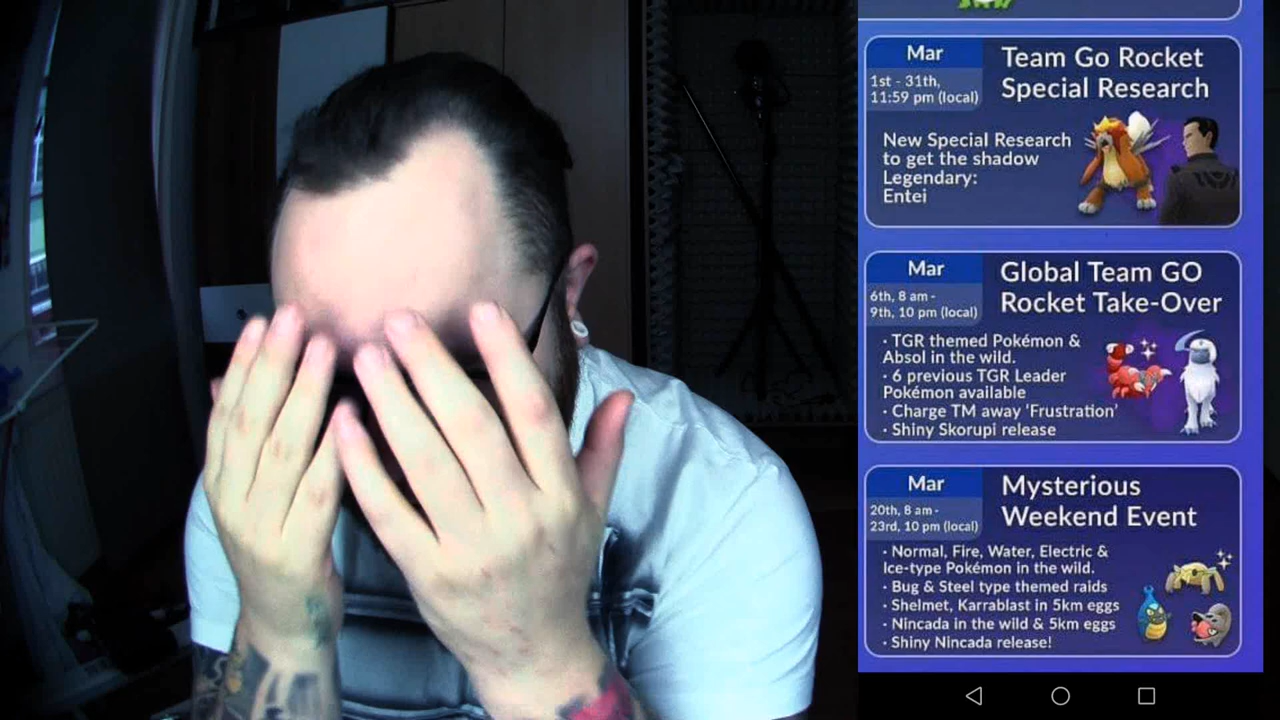 Mar
1st - 31th,
11:59 pm (local)
Team Go Rocket
Special Research
New Special Research
to get the shadow
Legendary:
Entei
Mar
6th, 8 am -
9th, 10 pm (local)
Global Team GO
Rocket Take-Over
· TGR themed Pokémon &
Absol in the wild.
· 6 previous TGR Leader
Pokémon available
· Charge TM away 'Frustration'
· Shiny Skorupi release
Mar
20th, 8 am -
23rd, 10 pm (local)
Mysterious
Weekend Event
· Normal, Fire, Water, Electric &
Ice-type Pokémon in the wild.
· Bug & Steel type themed raids
· Shelmet, Karrablast in 5km eggs
· Nincada in the wild & 5km eggs
· Shiny Nincada release!